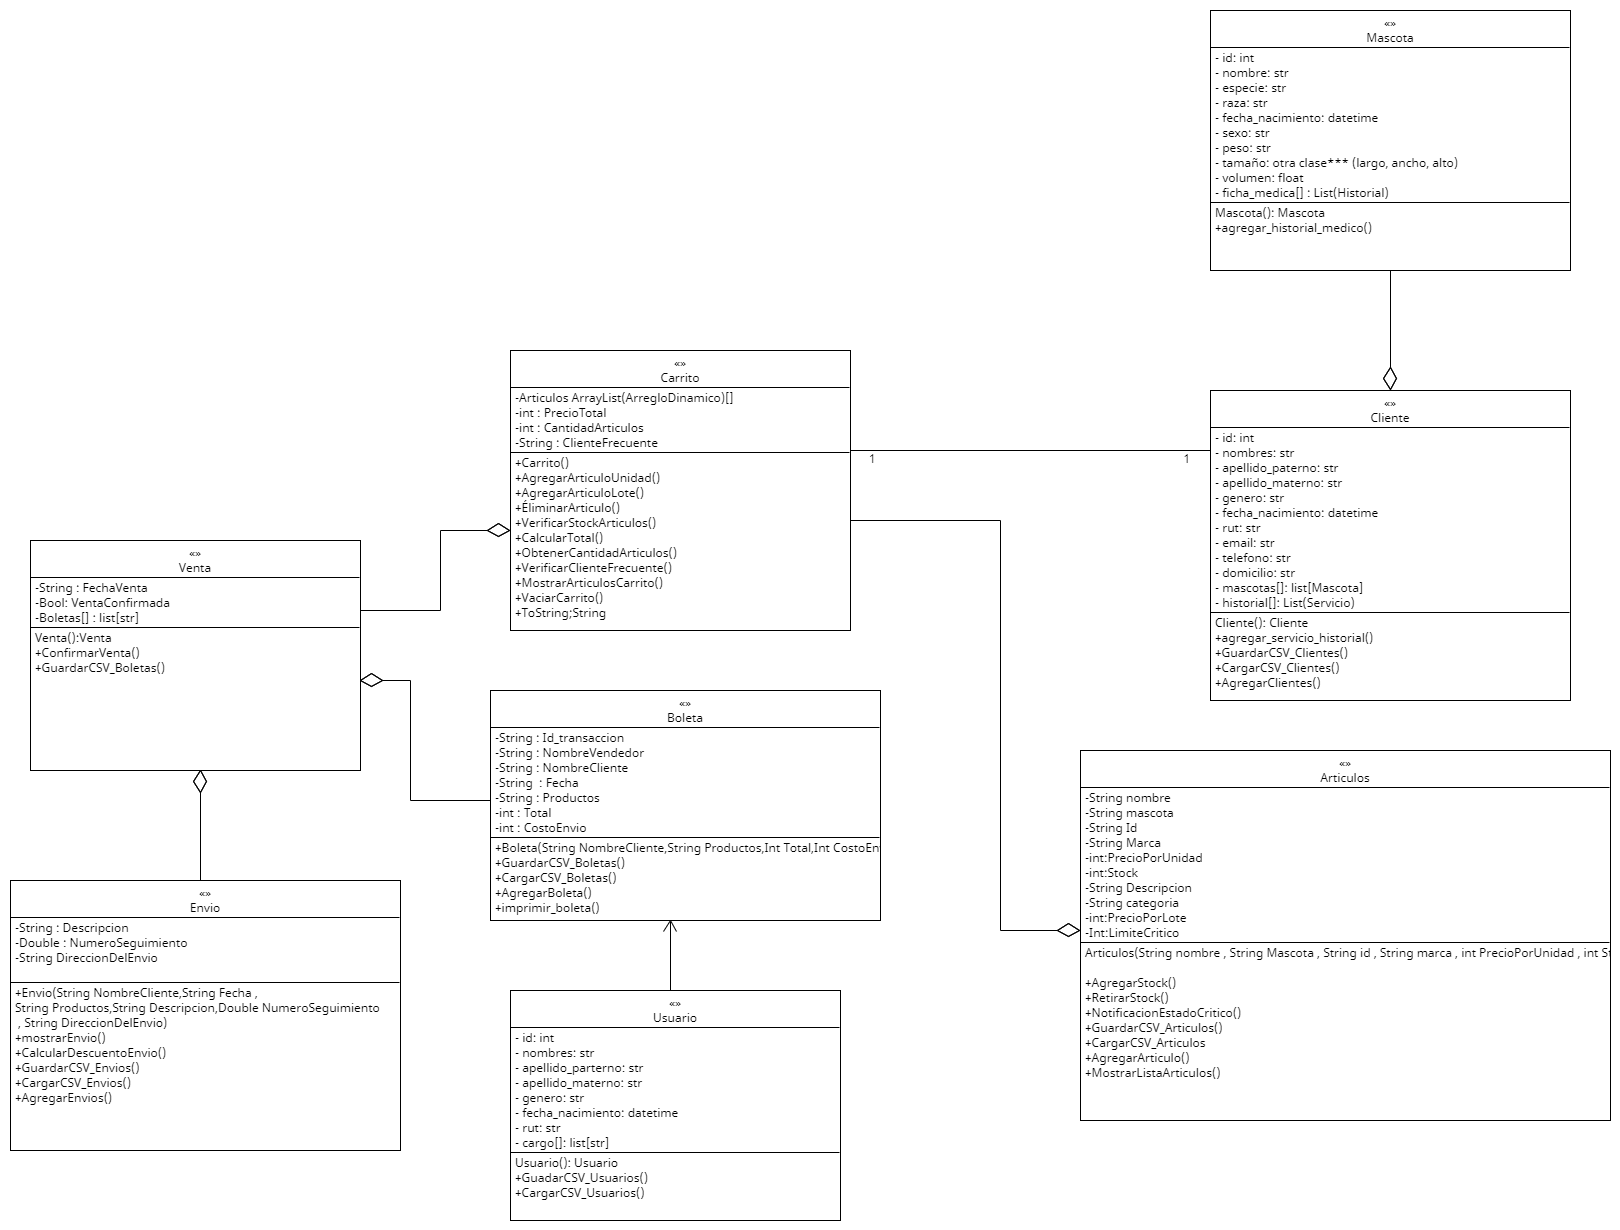 «»
Mascota
- id: int
- nombre: str
- especie: str
- raza: str
- fecha_nacimiento: datetime
- sexo: str
- peso: str
- tamaño: otra clase*** (largo, ancho, alto)
- volumen: float
- ficha_medica[] : List(Historial)
Mascota(): Mascota
+agregar_historial_medico()
«»
Carrito
-Articulos ArrayList(ArregloDinamico)[]
-int : PrecioTotal
-int : CantidadArticulos
-String : ClienteFrecuente
+Carrito()
+AgregarArticuloUnidad()
+AgregarArticuloLote()
+ÉliminarArticulo()
+VerificarStockArticulos()
+CalcularTotal()
+ObtenerCantidadArticulos()
+VerificarClienteFrecuente()
+MostrarArticulosCarrito()
+VaciarCarrito()
+ToString;String
1
1
«»
Cliente
- id: int
- nombres: str
- apellido_paterno: str
- apellido_materno: str
- genero: str
- fecha_nacimiento: datetime
- rut: str
- email: str
- telefono: str
- domicilio: str
- mascotas[]: list[Mascota]
- historial[]: List(Servicio)
Cliente(): Cliente
+agregar_servicio_historial()
+GuardarCSV_Clientes()
+CargarCSV_Clientes()
+AgregarClientes()
«»
Venta
-String : FechaVenta
-Bool: VentaConfirmada
-Boletas[] : list[str]
Venta():Venta
+ConfirmarVenta()
+GuardarCSV_Boletas()
«»
Boleta
-String : Id_transaccion
-String : NombreVendedor
-String : NombreCliente
-String  : Fecha
-String : Productos
-int : Total
-int : CostoEnvio
+Boleta(String NombreCliente,String Productos,Int Total,Int CostoEn
+GuardarCSV_Boletas()
+CargarCSV_Boletas()
+AgregarBoleta()
+imprimir_boleta()
«»
Articulos
-String nombre
-String mascota
-String Id
-String Marca
-int:PrecioPorUnidad
-int:Stock
-String Descripcion
-String categoria
-int:PrecioPorLote
-Int:LimiteCritico
Articulos(String nombre , String Mascota , String id , String marca , int PrecioPorUnidad , int St
+AgregarStock()
+RetirarStock()
+NotificacionEstadoCritico()
+GuardarCSV_Articulos()
+CargarCSV_Articulos
+AgregarArticulo()
+MostrarListaArticulos()
«»
Envio
-String : Descripcion
-Double : NumeroSeguimiento
-String DireccionDelEnvio
+Envio(String NombreCliente,String Fecha ,
String Productos,String Descripcion,Double NumeroSeguimiento
, String DireccionDelEnvio)
+mostrarEnvio()
+CalcularDescuentoEnvio()
+GuardarCSV_Envios()
+CargarCSV_Envios()
+AgregarEnvios()
«»
Usuario
- id: int
- nombres: str
- apellido_parterno: str
- apellido_materno: str
- genero: str
- fecha_nacimiento: datetime
- rut: str
- cargo[]: list[str]
Usuario(): Usuario
+GuadarCSV_Usuarios()
+CargarCSV_Usuarios()